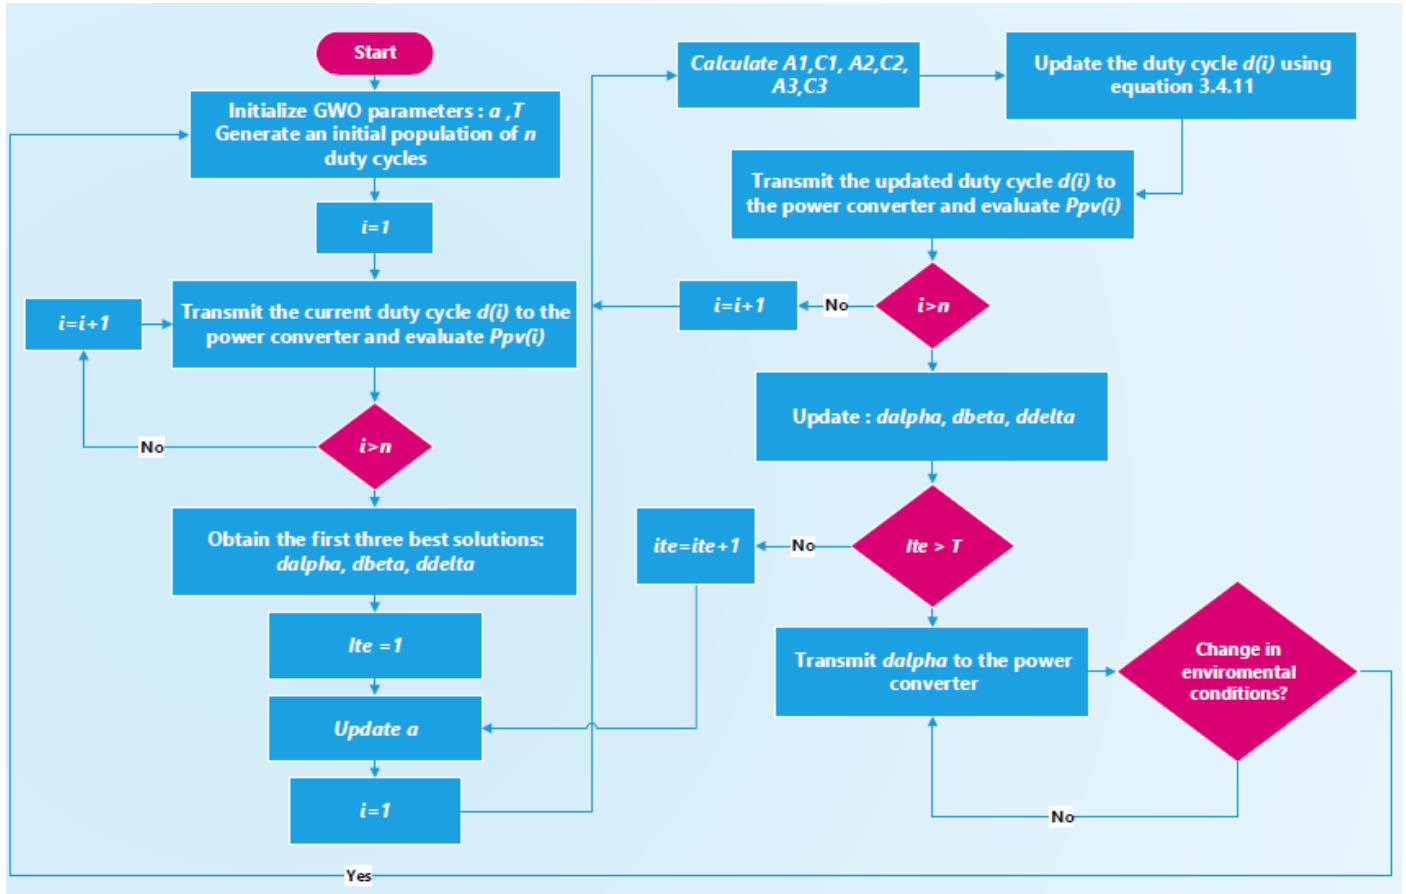 Start
Initialize GWO parameters : a ,T
Generate an initial population of n
duty cycles
i=1
Transmit the current duty cycle d(i) to the
power converter and evaluate Ppv(i)
i=i+1
i>n
No
Obtain the first three best solutions:
dalpha, dbeta, ddelta
Ite =1
Update a
i=1
Calculate A1,C1, A2,C2,
A3,C3
Update the duty cycle d(i) using
equation 3.4.11
Transmit the updated duty cycle d(i) to
the power converter and evaluate Ppv(i)
i>n
No
i=i+1
Update : dalpha, dbeta, ddelta
Ite > T
No
ite=ite+1
Transmit dalpha to the power
converter
Change in
enviromental
conditions?
No
Yes